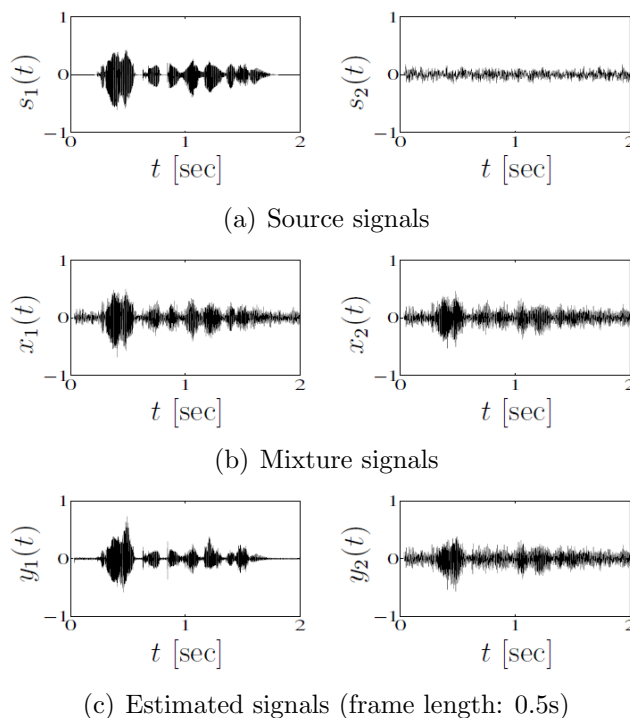 1
s₁(t)
0
−1
0
1
2
t [sec]
1
s₂(t)
0
−1
0
1
2
t [sec]
(a) Source signals
1
x₁(t)
0
−1
0
1
2
t [sec]
1
x₂(t)
0
−1
0
1
2
t [sec]
(b) Mixture signals
1
y₁(t)
0
−1
0
1
2
t [sec]
1
y₂(t)
0
−1
0
1
2
t [sec]
(c) Estimated signals (frame length: 0.5s)